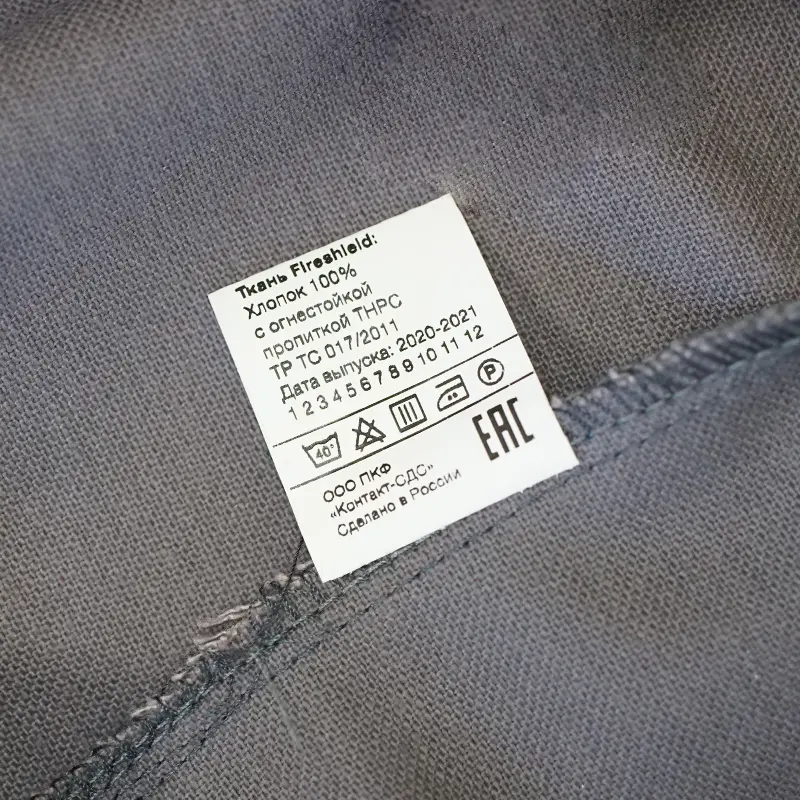 Ткань Fireshield:
Хлопок 100%
с огнестойкой
пропиткой THPC
ТР ТС 017/2011
Дата выпуска: 2020-2021
1 2 3 4 5 6 7 8 9 10 11 12
40° P
EAC
ООО ПКФ
«Контакт-СДС»
Сделано в России